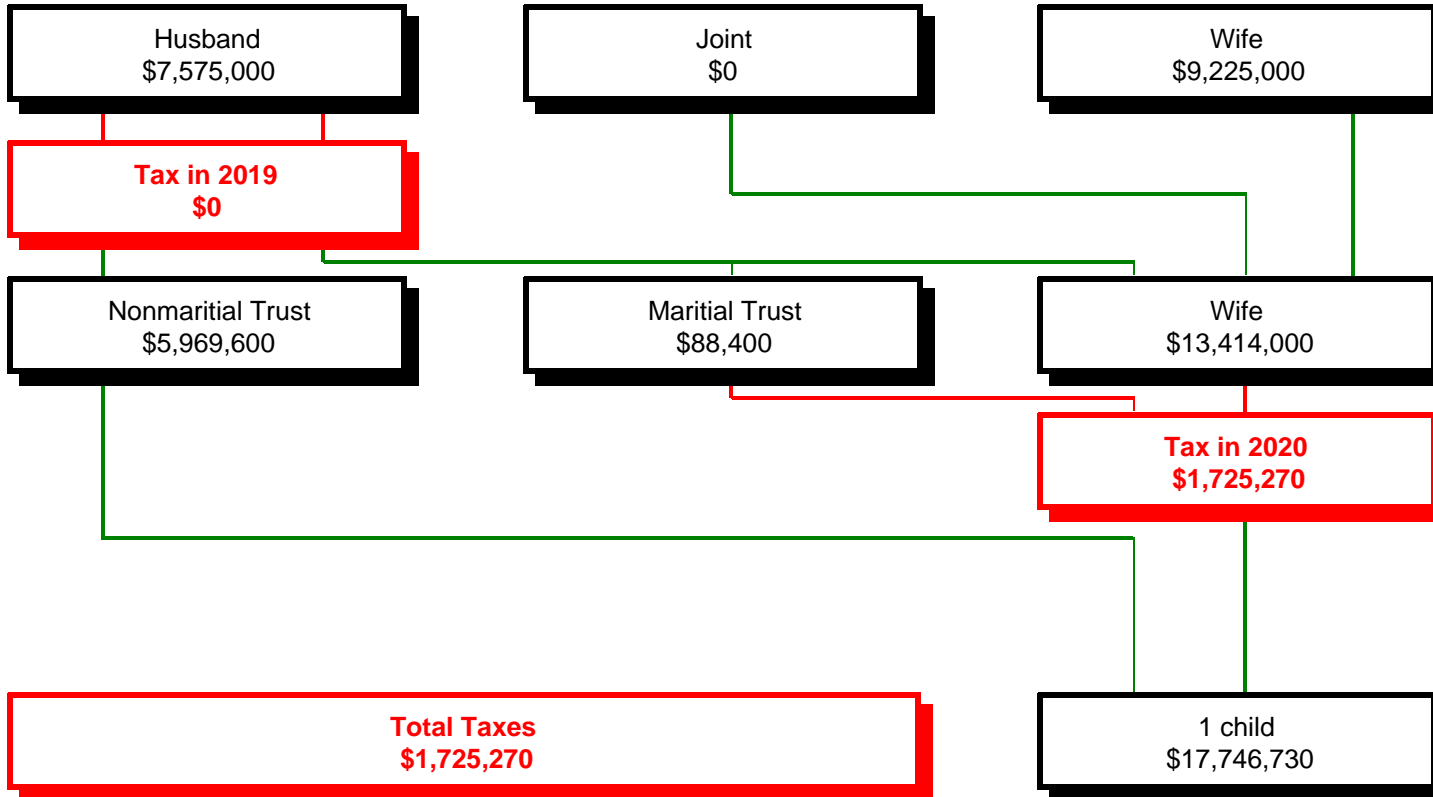 Husband
$7,575,000
Joint
$0
Wife
$9,225,000
Tax in 2019
$0
Nonmaritial Trust
$5,969,600
Maritial Trust
$88,400
Wife
$13,414,000
Tax in 2020
$1,725,270
Total Taxes
$1,725,270
1 child
$17,746,730